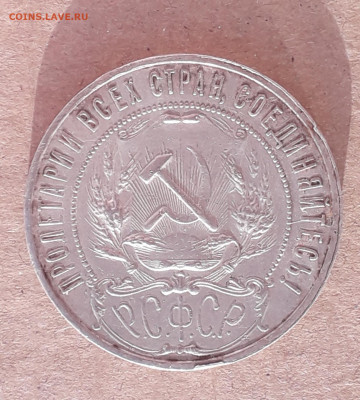 COINS.LAVE.RU
ПРОЛЕТАРИИ ВСЕХ СТРАН, СОЕДИНЯЙТЕСЬ!
Р.С.Ф.С.Р.